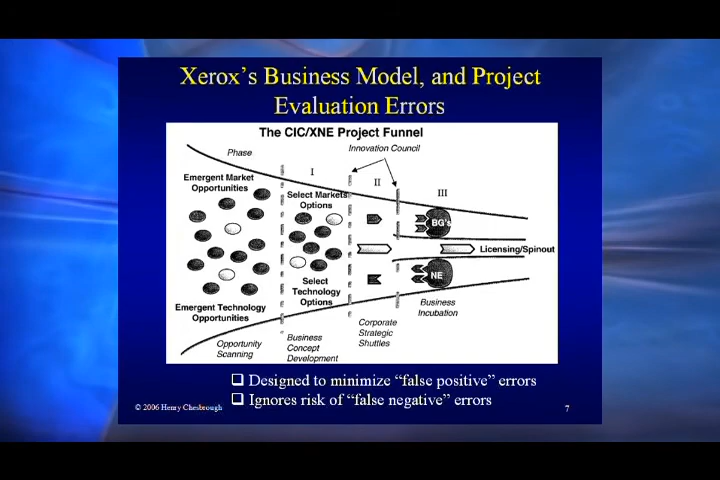 Xerox's Business Model, and Project
Evaluation Errors
The CIC/XNE Project Funnel
Phase
Innovation Council
I
II
III
Emergent Market
Opportunities
Select Markets
Options
BG's
Licensing/Spinout
NE
Select
Technology
Options
Emergent Technology
Opportunities
Business
Incubation
Corporate
Strategic
Shuttles
Opportunity
Scanning
Business
Concept
Development
❑ Designed to minimize "false positive" errors
❑ Ignores risk of "false negative" errors
© 2006 Henry Chesbrough
7